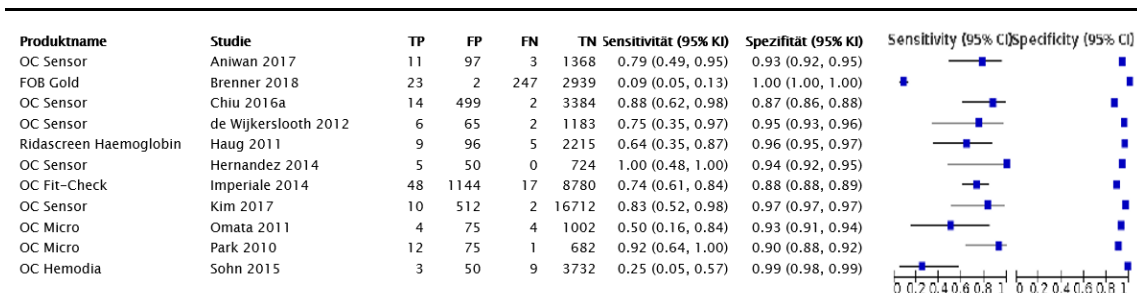 Produktname Studie TP FP FN TN Sensitivität (95% KI) Spezifität (95% KI) Sensitivity (95% CI) Specificity (95% CI)
OC Sensor Aniwan 2017 11 97 3 1368 0.79 (0.49, 0.95) 0.93 (0.92, 0.95)
FOB Gold Brenner 2018 23 2 247 2939 0.09 (0.05, 0.13) 1.00 (1.00, 1.00)
OC Sensor Chiu 2016a 14 499 2 3384 0.88 (0.62, 0.98) 0.87 (0.86, 0.88)
OC Sensor de Wijkerslooth 2012 6 65 2 1183 0.75 (0.35, 0.97) 0.95 (0.93, 0.96)
Ridascreen Haemoglobin Haug 2011 9 96 5 2215 0.64 (0.35, 0.87) 0.96 (0.95, 0.97)
OC Sensor Hernandez 2014 5 50 0 724 1.00 (0.48, 1.00) 0.94 (0.92, 0.95)
OC Fit-Check Imperiale 2014 48 1144 17 8780 0.74 (0.61, 0.84) 0.88 (0.88, 0.89)
OC Sensor Kim 2017 10 512 2 16712 0.83 (0.52, 0.98) 0.97 (0.97, 0.97)
OC Micro Omata 2011 4 75 4 1002 0.50 (0.16, 0.84) 0.93 (0.91, 0.94)
OC Micro Park 2010 12 75 1 682 0.92 (0.64, 1.00) 0.90 (0.88, 0.92)
OC Hemodia Sohn 2015 3 50 9 3732 0.25 (0.05, 0.57) 0.99 (0.98, 0.99)
0 0.2 0.4 0.6 0.8 1 0 0.2 0.4 0.6 0.8 1